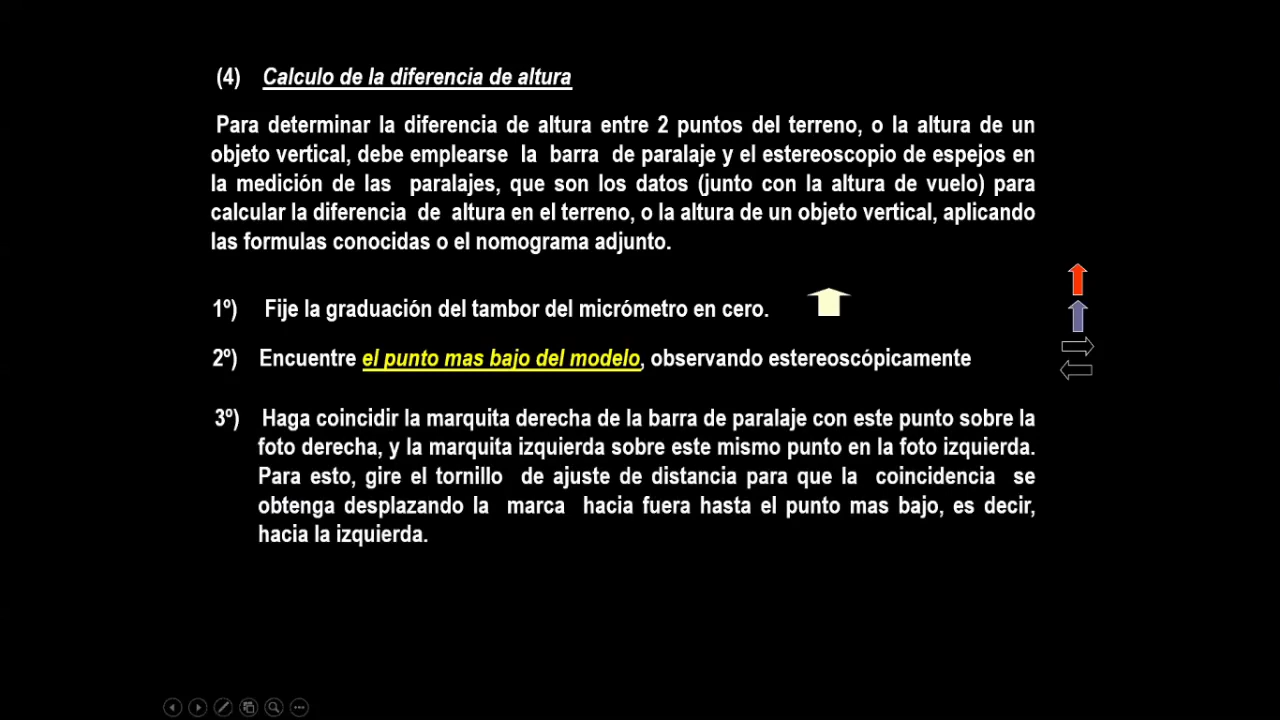 (4) Calculo de la diferencia de altura
Para determinar la diferencia de altura entre 2 puntos del terreno, o la altura de un
objeto vertical, debe emplearse la barra de paralaje y el estereoscopio de espejos en
la medición de las paralajes, que son los datos (junto con la altura de vuelo) para
calcular la diferencia de altura en el terreno, o la altura de un objeto vertical, aplicando
las formulas conocidas o el nomograma adjunto.
1º) Fije la graduación del tambor del micrómetro en cero.
2º) Encuentre el punto mas bajo del modelo, observando estereoscópicamente
3º) Haga coincidir la marquita derecha de la barra de paralaje con este punto sobre la
foto derecha, y la marquita izquierda sobre este mismo punto en la foto izquierda.
Para esto, gire el tornillo de ajuste de distancia para que la coincidencia se
obtenga desplazando la marca hacia fuera hasta el punto mas bajo, es decir,
hacia la izquierda.